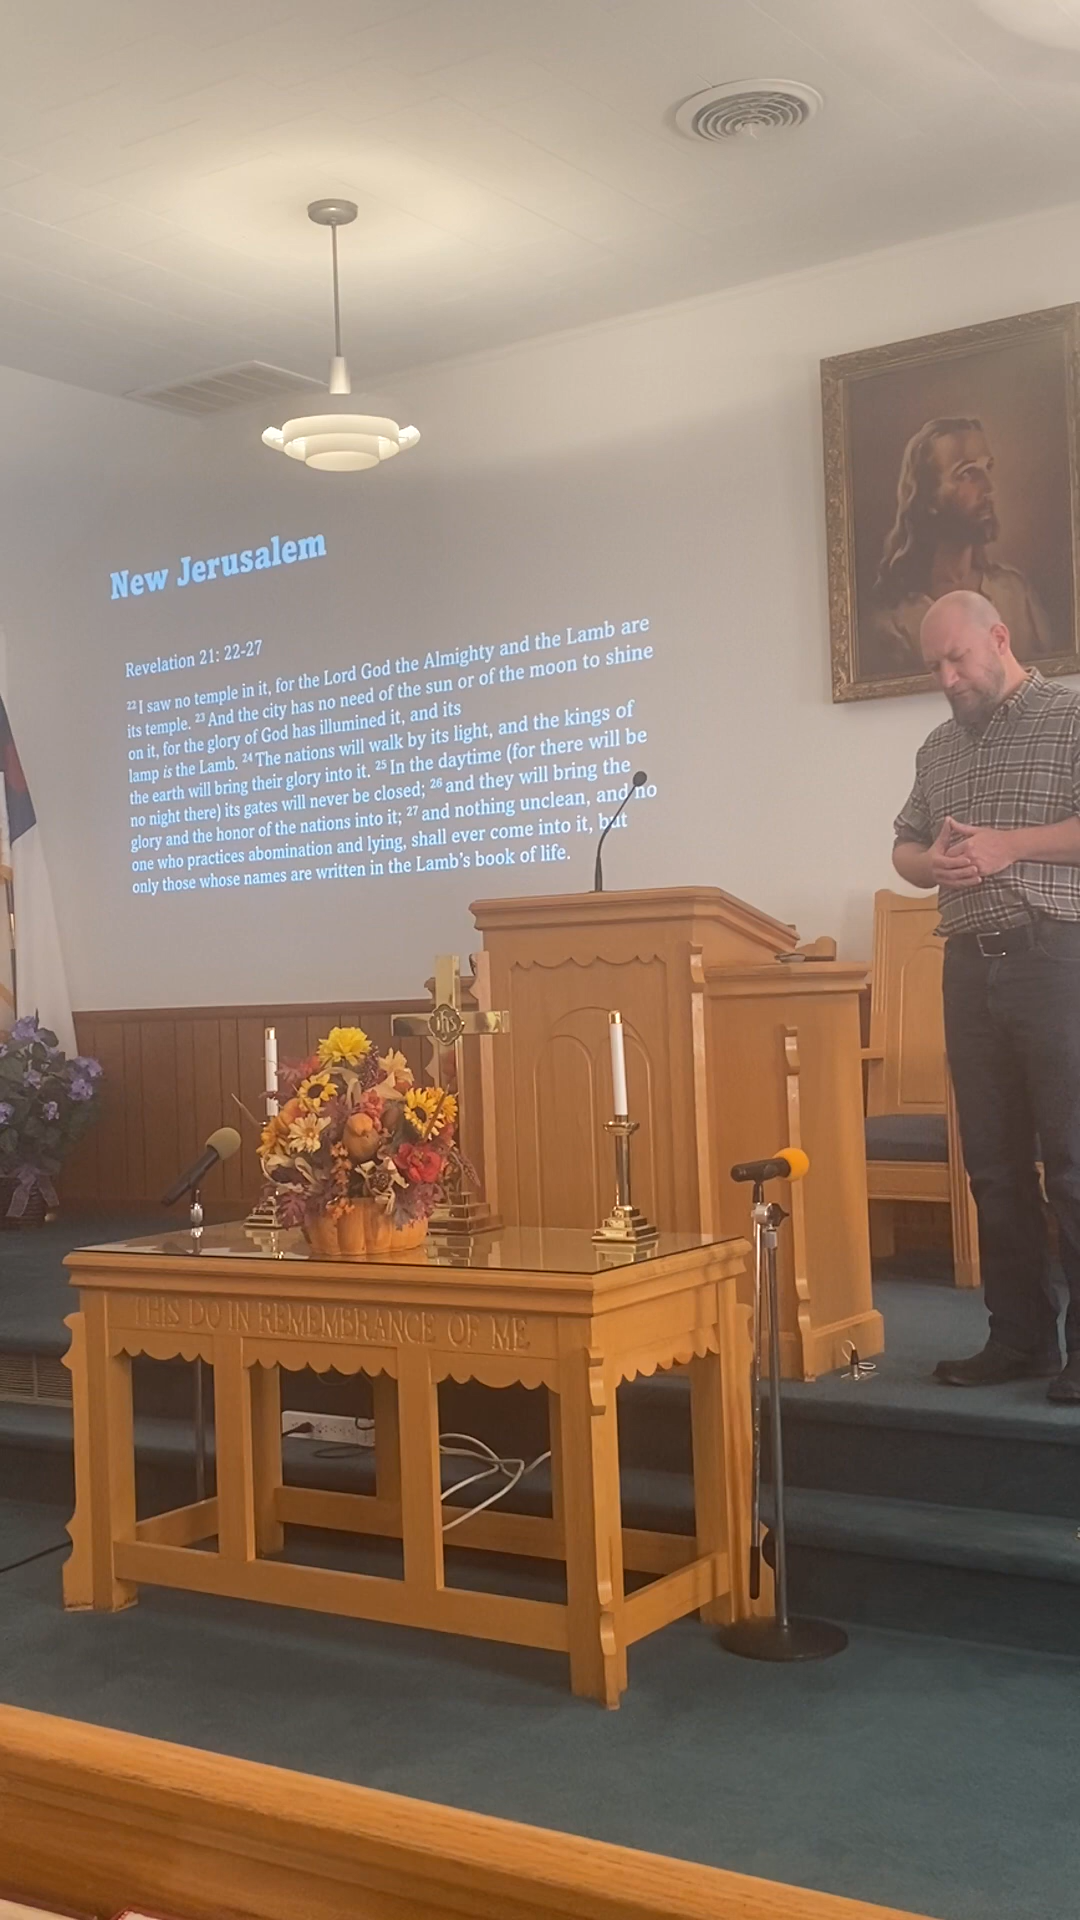 New Jerusalem
Revelation 21: 22-27
²² I saw no temple in it, for the Lord God the Almighty and the Lamb are
its temple. ²³ And the city has no need of the sun or of the moon to shine
on it, for the glory of God has illumined it, and its
lamp is the Lamb. ²⁴ The nations will walk by its light, and the kings of
the earth will bring their glory into it. ²⁵ In the daytime (for there will be
no night there) its gates will never be closed; ²⁶ and they will bring the
glory and the honor of the nations into it; ²⁷ and nothing unclean, and no
one who practices abomination and lying, shall ever come into it, but
only those whose names are written in the Lamb's book of life.
ihs
THIS DO IN REMEMBRANCE OF ME